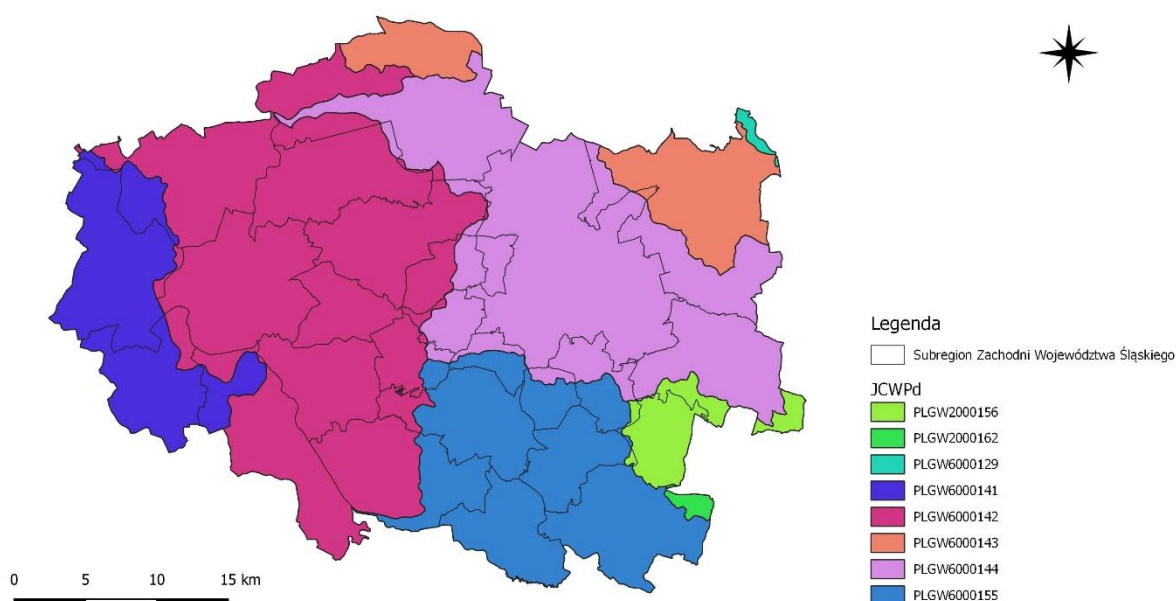 Legenda
Subregion Zachodni Województwa Śląskiego
JCWPd
PLGW2000156
PLGW2000162
PLGW6000129
PLGW6000141
PLGW6000142
PLGW6000143
PLGW6000144
PLGW6000155
0 5 10 15 km